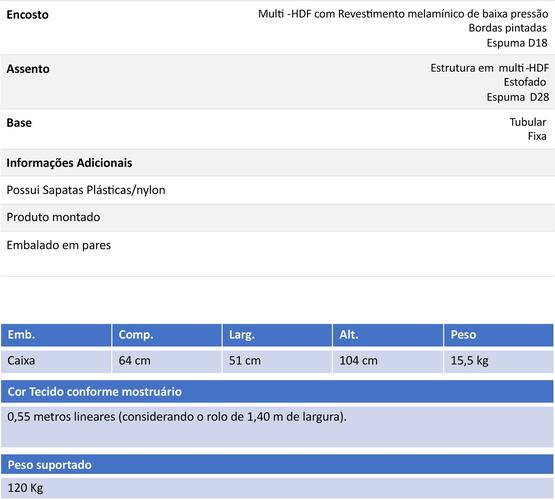 Encosto Multi -HDF com Revestimento melamínico de baixa pressão
Bordas pintadas
Espuma D18
Assento Estrutura em multi-HDF
Estofado
Espuma D28
Base Tubular
Fixa
Informações Adicionais
Possui Sapatas Plásticas/nylon
Produto montado
Embalado em pares
Emb. Comp. Larg. Alt. Peso
Caixa 64 cm 51 cm 104 cm 15,5 kg
Cor Tecido conforme mostruário
0,55 metros lineares (considerando o rolo de 1,40 m de largura).
Peso suportado
120 Kg